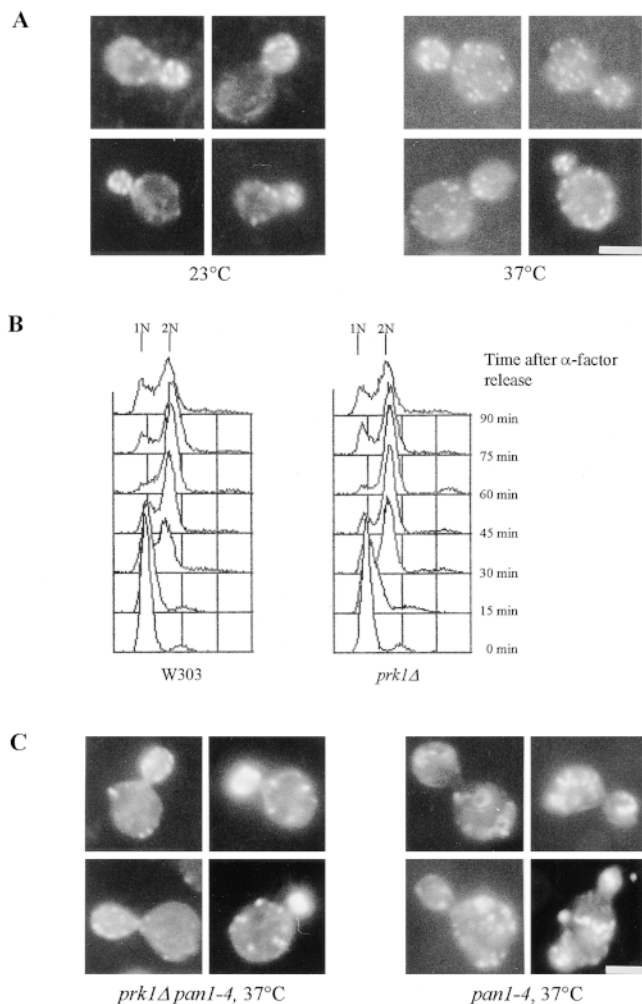 A
23°C
37°C
B
1N 2N
1N 2N
Time after α-factor
release
90 min
75 min
60 min
45 min
30 min
15 min
0 min
W303
prk1Δ
C
prk1Δ pan1-4, 37°C
pan1-4, 37°C